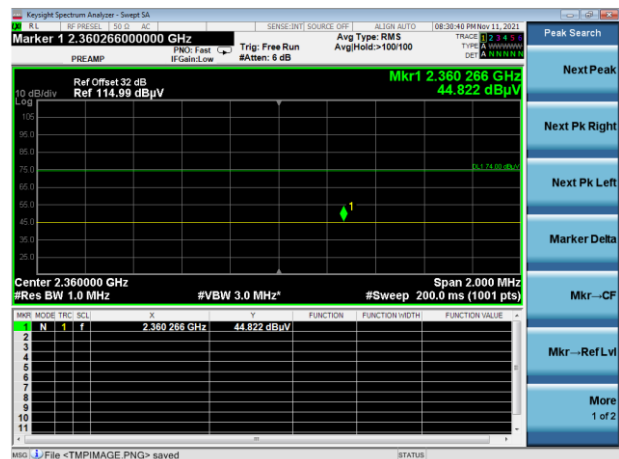 Keysight Spectrum Analyzer - Swept SA
RL RF PRESEL 50 Ω AC SENSE:INT SOURCE OFF ALIGN AUTO 08:30:40 PM Nov 11, 2021
Marker 1 2.360266000000 GHz
PREAMP
PNO: Fast
IFGain:Low
Trig: Free Run
#Atten: 6 dB
Avg Type: RMS
Avg|Hold:>100/100
TRACE 1 2 3 4 5 6
TYPE A WWWWW
DET A N N N N N
Peak Search
Ref Offset 32 dB
10 dB/div Ref 114.99 dBµV
Log
Mkr1 2.360 266 GHz
44.822 dBµV
105
95.0
85.0
75.0
DL1 74.00 dBµV
65.0
55.0
1
45.0
35.0
25.0
Center 2.360000 GHz
Span 2.000 MHz
#Res BW 1.0 MHz
#VBW 3.0 MHz*
#Sweep 200.0 ms (1001 pts)
MKR MODE TRC SCL X Y FUNCTION FUNCTION WIDTH FUNCTION VALUE
1 N 1 f 2.360 266 GHz 44.822 dBµV
2
3
4
5
6
7
8
9
10
11
MSG File <TMPIMAGE.PNG> saved
STATUS
Next Peak
Next Pk Right
Next Pk Left
Marker Delta
Mkr→CF
Mkr→Ref Lvl
More
1 of 2